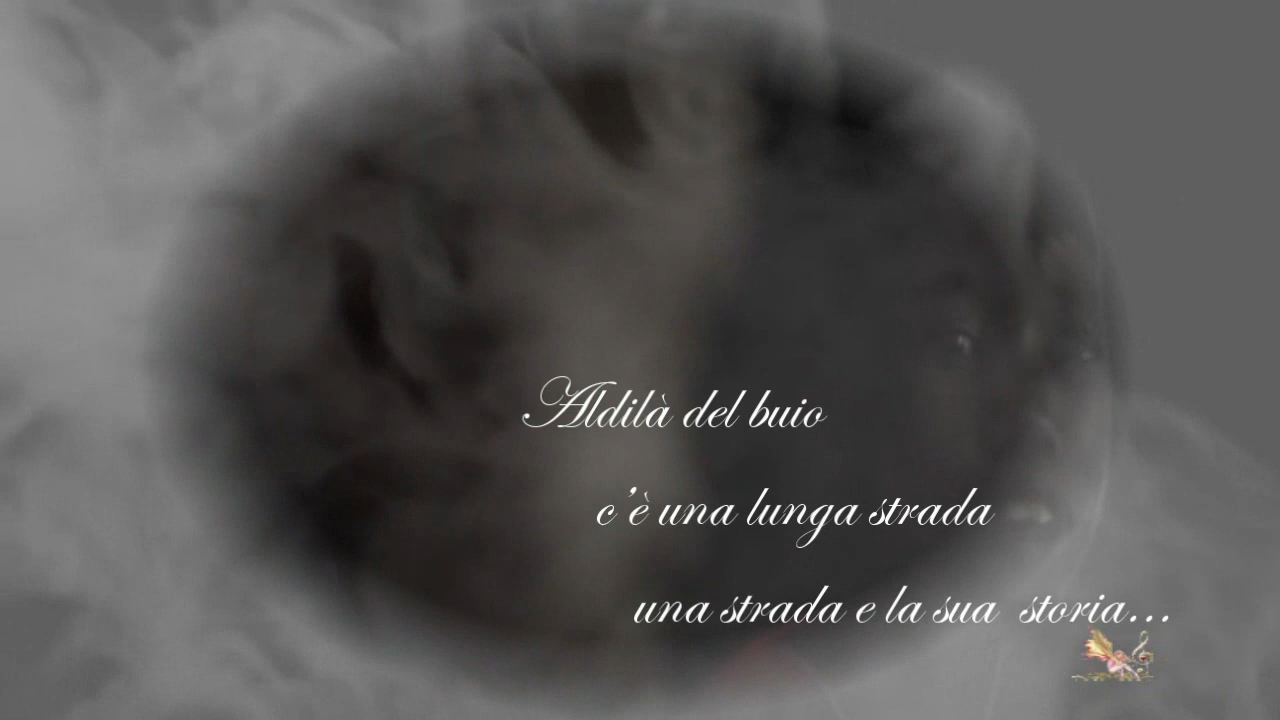 Aldilà del buio
c'è una lunga strada
una strada e la sua storia...